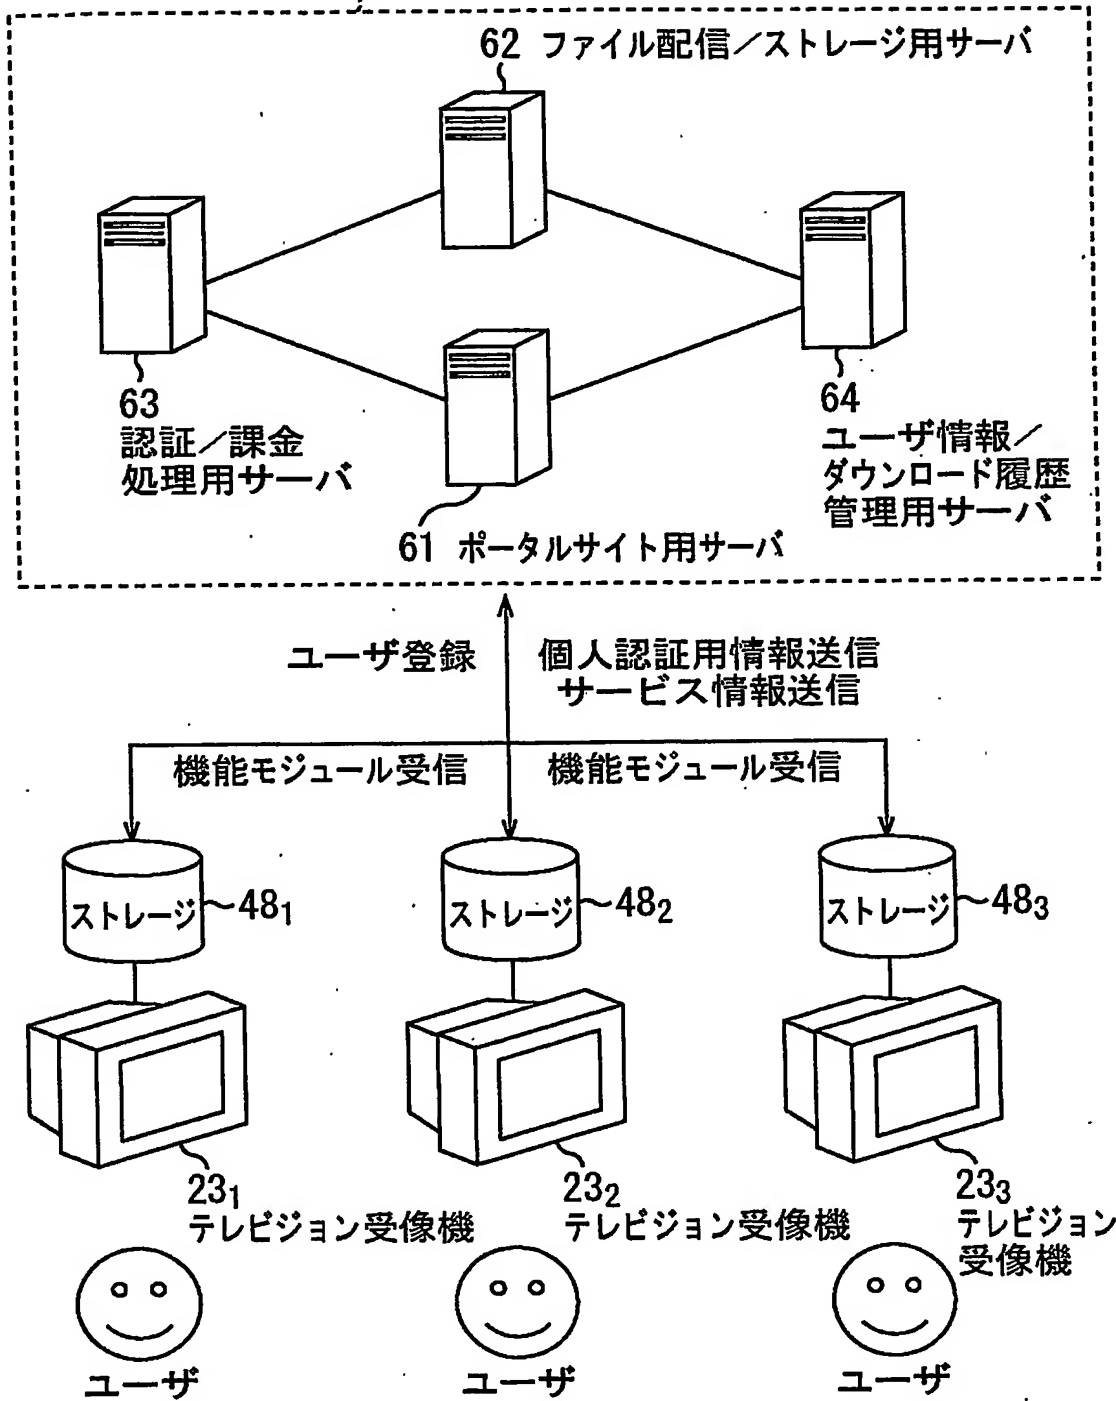 62 ファイル配信／ストレージ用サーバ
63
認証／課金
処理用サーバ
64
ユーザ情報／
ダウンロード履歴
管理用サーバ
61 ポータルサイト用サーバ
ユーザ登録
個人認証用情報送信
サービス情報送信
機能モジュール受信
機能モジュール受信
ストレージ
48₁
ストレージ
48₂
ストレージ
48₃
23₁
テレビジョン受像機
23₂
テレビジョン受像機
23₃
テレビジョン
受像機
ユーザ
ユーザ
ユーザ